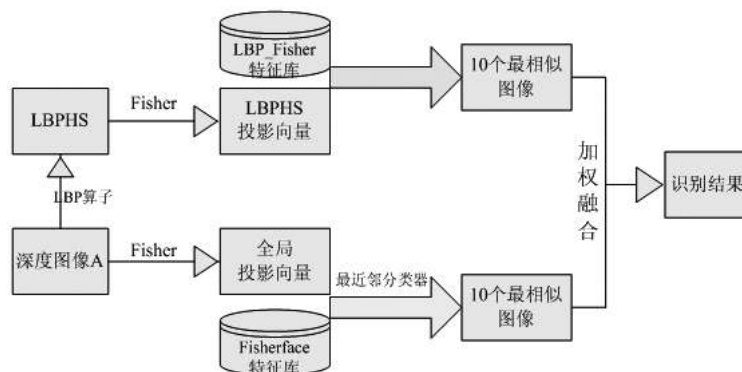 LBP_Fisher
特征库
10个最相似
图像
LBPHS
Fisher
LBPHS
投影向量
加权融合
识别结果
LBP算子
深度图像A
Fisher
全局
投影向量
最近邻分类器
10个最相似
图像
Fisherface
特征库